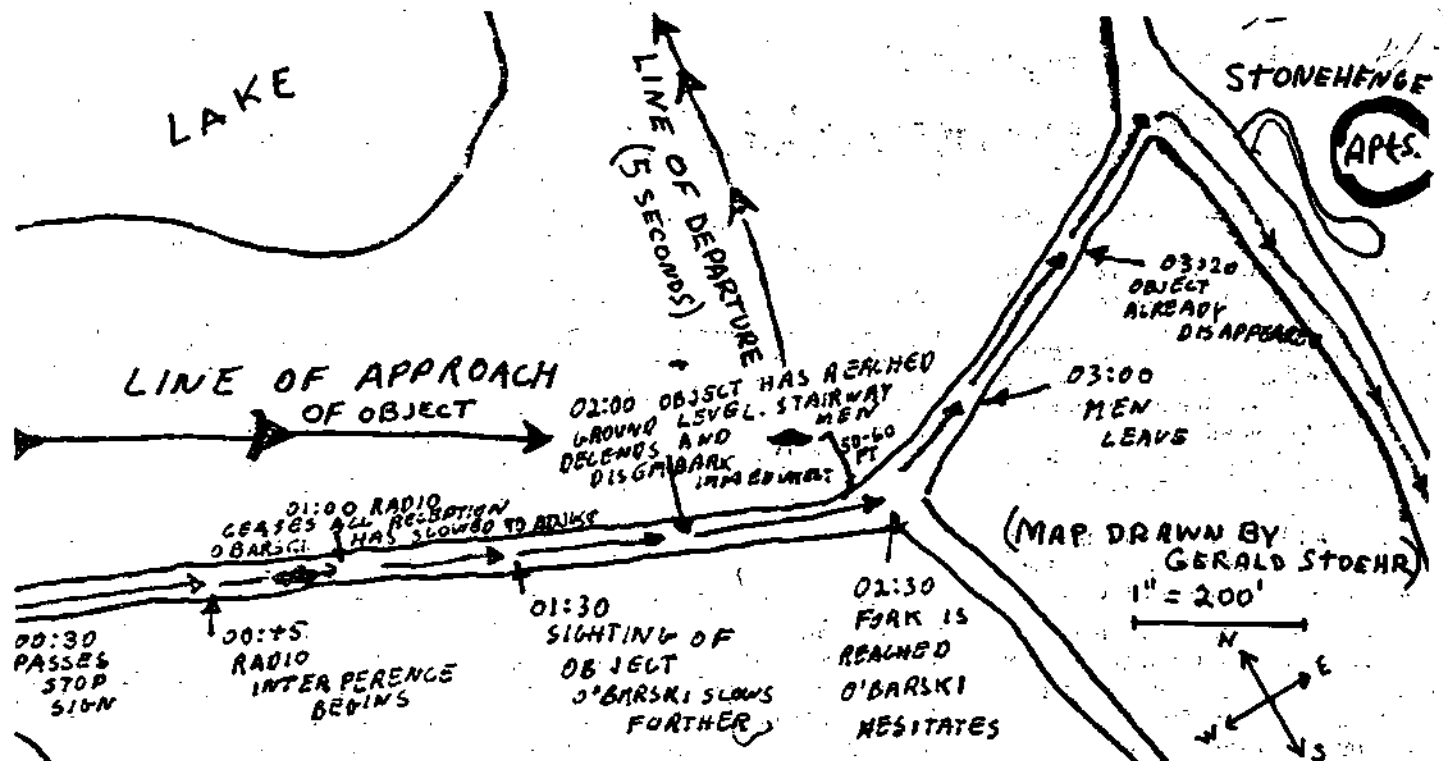 LAKE
LINE OF DEPARTURE
(5 SECONDS)
STONEHENGE
APts.
03:20
OBJECT
ALREADY
DISAPPEARED
LINE OF APPROACH
OF OBJECT
02:00 OBJECT HAS REACHED
GROUND LEVEL. STAIRWAY
DECENDS AND MEN
DISEMBARK
50-60
FT
03:00
MEN
LEAVE
01:00 RADIO
CEASES ALL RECEPTION
OBARSKI HAS SLOWED TO
00:30
PASSES
STOP
SIGN
00:45
RADIO
INTERFERENCE
BEGINS
01:30
SIGHTING OF
OBJECT
O'BARSKI SLOWS
FURTHER
02:30
FORK IS
REACHED
O'BARSKI
HESITATES
(MAP DRAWN BY
GERALD STOEHR)
1" = 200'
N
E
W
S